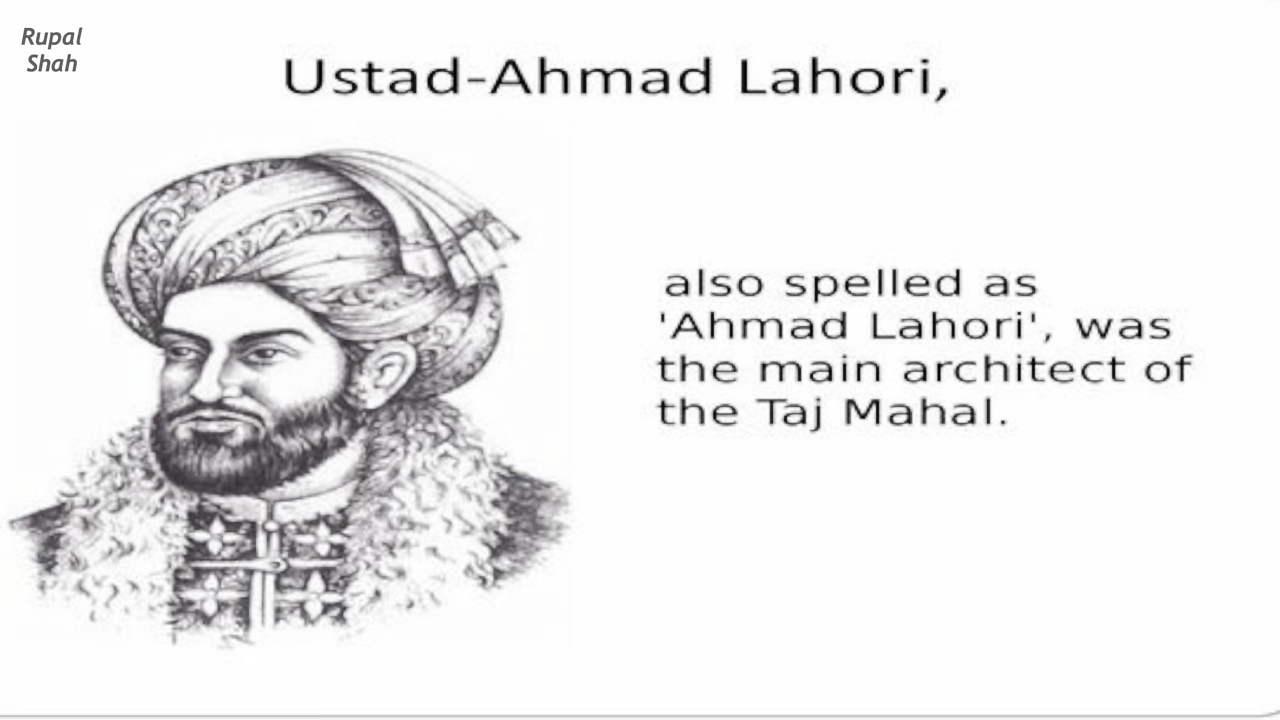 Rupal
Shah
Ustad-Ahmad Lahori,
also spelled as
'Ahmad Lahori', was
the main architect of
the Taj Mahal.